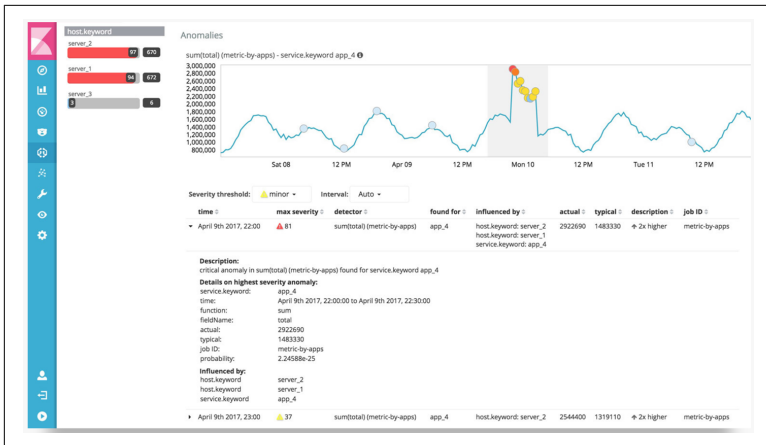 host.keyword
server_2
97 670
server_1
94 672
server_3
3 6
Anomalies
sum(total) (metric-by-apps) - service.keyword app_4
3,000,000
2,800,000
2,600,000
2,400,000
2,200,000
2,000,000
1,800,000
1,600,000
1,400,000
1,200,000
1,000,000
800,000
Sat 08 12 PM Apr 09 12 PM Mon 10 12 PM Tue 11 12 PM
Severity threshold: minor Interval: Auto
time max severity detector found for influenced by actual typical description job ID
April 9th 2017, 22:00 81 sum(total) (metric-by-apps) app_4 host.keyword: server_2 2922690 1483330 2x higher metric-by-apps
host.keyword: server_1
service.keyword: app_4
Description:
critical anomaly in sum(total) (metric-by-apps) found for service.keyword app_4
Details on highest severity anomaly:
service.keyword: app_4
time: April 9th 2017, 22:00:00 to April 9th 2017, 22:30:00
function: sum
fieldName: total
actual: 2922690
typical: 1483330
job ID: metric-by-apps
probability: 2.24588e-25
Influenced by:
host.keyword server_2
host.keyword server_1
service.keyword app_4
April 9th 2017, 23:00 37 sum(total) (metric-by-apps) app_4 host.keyword: server_2 2544400 1319110 2x higher metric-by-apps